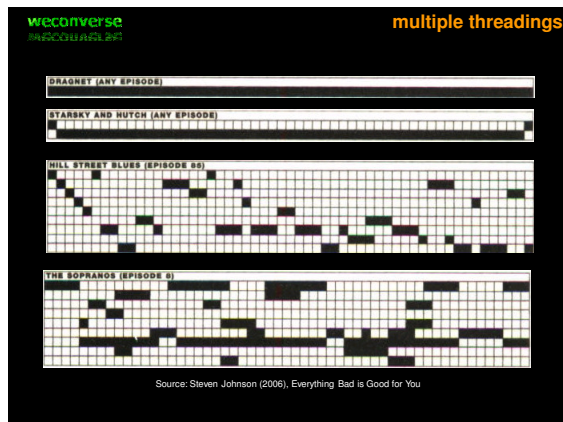 weconverse
multiple threadings
DRAGNET (ANY EPISODE)
STARSKY AND HUTCH (ANY EPISODE)
HILL STREET BLUES (EPISODE 85)
THE SOPRANOS (EPISODE 8)
Source: Steven Johnson (2006), Everything Bad is Good for You